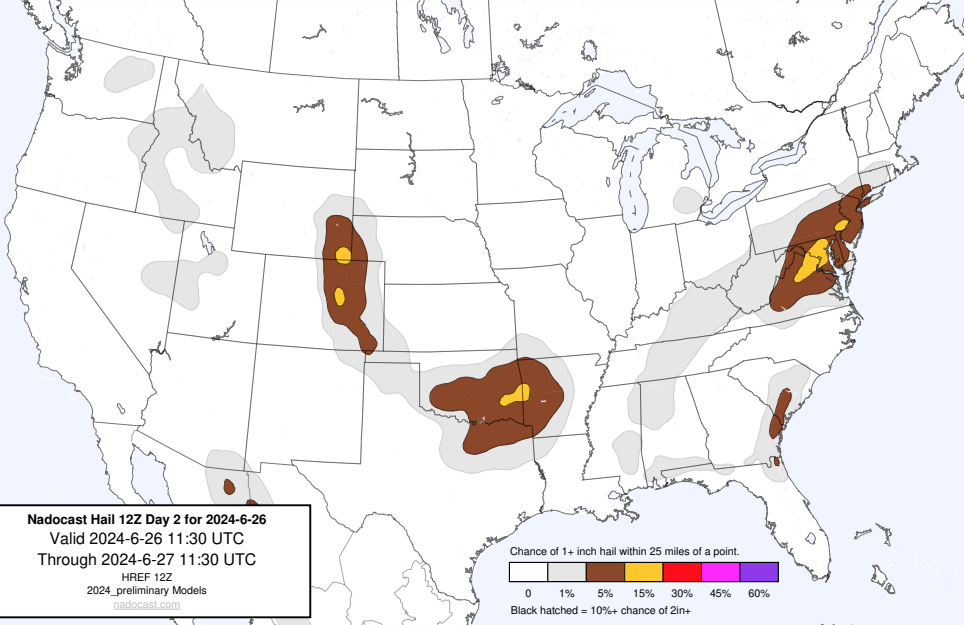 Nadocast Hail 12Z Day 2 for 2024-6-26
Valid 2024-6-26 11:30 UTC
Through 2024-6-27 11:30 UTC
HREF 12Z
2024_preliminary Models
nadocast.com
Chance of 1+ inch hail within 25 miles of a point.
0 1% 5% 15% 30% 45% 60%
Black hatched = 10%+ chance of 2in+